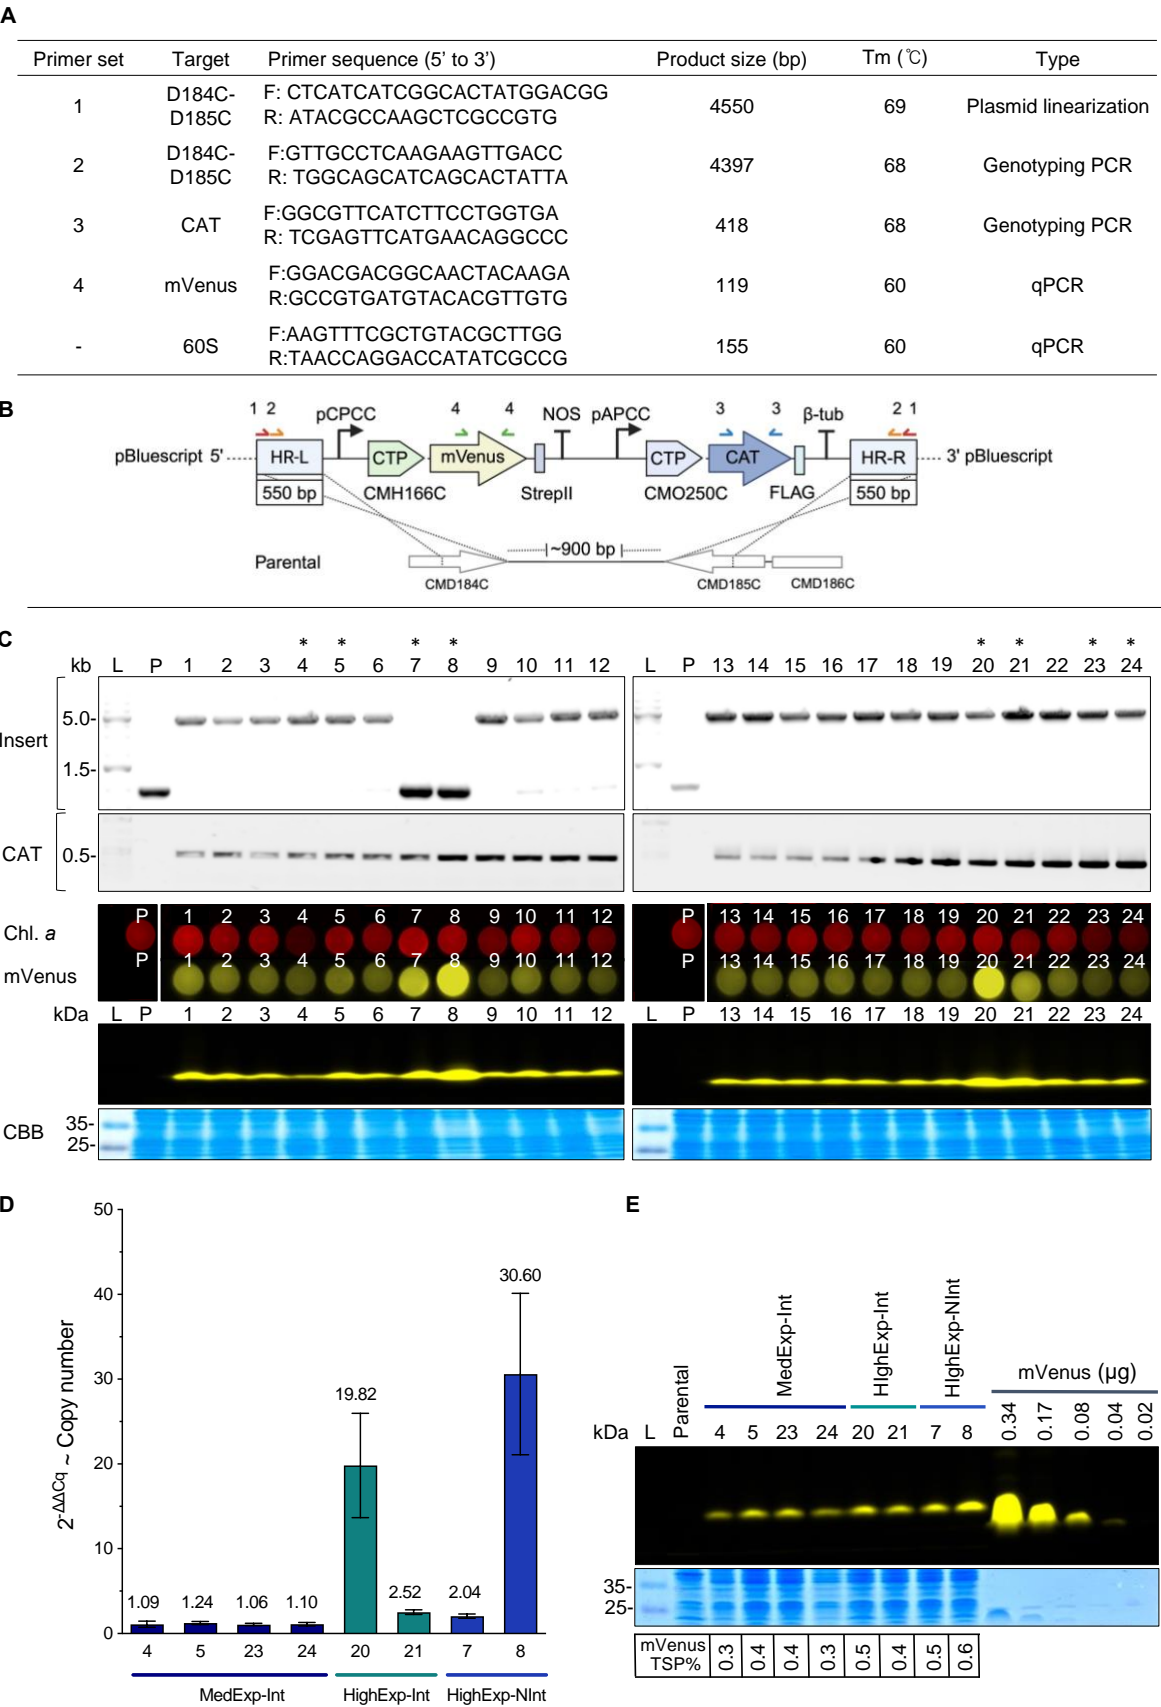 A
Primer set Target Primer sequence (5' to 3') Product size (bp) Tm (℃) Type
1 D184C-D185C F: CTCATCATCGGCACTATGGACGG 4550 69 Plasmid linearization
R: ATACGCCAAGCTCGCCGTG
2 D184C-D185C F:GTTGCCTCAAGAAGTTGACC 4397 68 Genotyping PCR
R: TGGCAGCATCAGCACTATTA
3 CAT F:GGCGTTCATCTTCCTGGTGA 418 68 Genotyping PCR
R: TCGAGTTCATGAACAGGCCC
4 mVenus F:GGACGACGGCAACTACAAGA 119 60 qPCR
R:GCCGTGATGTACACGTTGTG
- 60S F:AAGTTTCGCTGTACGCTTGG 155 60 qPCR
R:TAACCAGGACCATATCGCCG
B
1 2 pCPCC 4 4 NOS pAPCC 3 3 β-tub 2 1
pBluescript 5' HR-L CTP mVenus CTP CAT HR-R 3' pBluescript
550 bp CMH166C StrepII CMO250C FLAG 550 bp
Parental ~900 bp
CMD184C CMD185C CMD186C
C
* * * * * * * *
kb L P 1 2 3 4 5 6 7 8 9 10 11 12 L P 13 14 15 16 17 18 19 20 21 22 23 24
5.0-
Insert
1.5-
CAT 0.5-
P 1 2 3 4 5 6 7 8 9 10 11 12 P 13 14 15 16 17 18 19 20 21 22 23 24
Chl. a
P 1 2 3 4 5 6 7 8 9 10 11 12 P 13 14 15 16 17 18 19 20 21 22 23 24
mVenus
kDa L P 1 2 3 4 5 6 7 8 9 10 11 12 L P 13 14 15 16 17 18 19 20 21 22 23 24
35-
CBB
25-
D
2-ΔΔCq ~ Copy number
50
40
30
20
10
0
1.09 1.24 1.06 1.10 19.82 2.52 2.04 30.60
4 5 23 24 20 21 7 8
MedExp-Int HighExp-Int HighExp-NInt
E
MedExp-Int HIghExp-Int HIghExp-NInt mVenus (µg)
kDa L Parental 4 5 23 24 20 21 7 8 0.34 0.17 0.08 0.04 0.02
35-
25-
mVenus TSP% 0.3 0.4 0.4 0.3 0.5 0.4 0.5 0.6